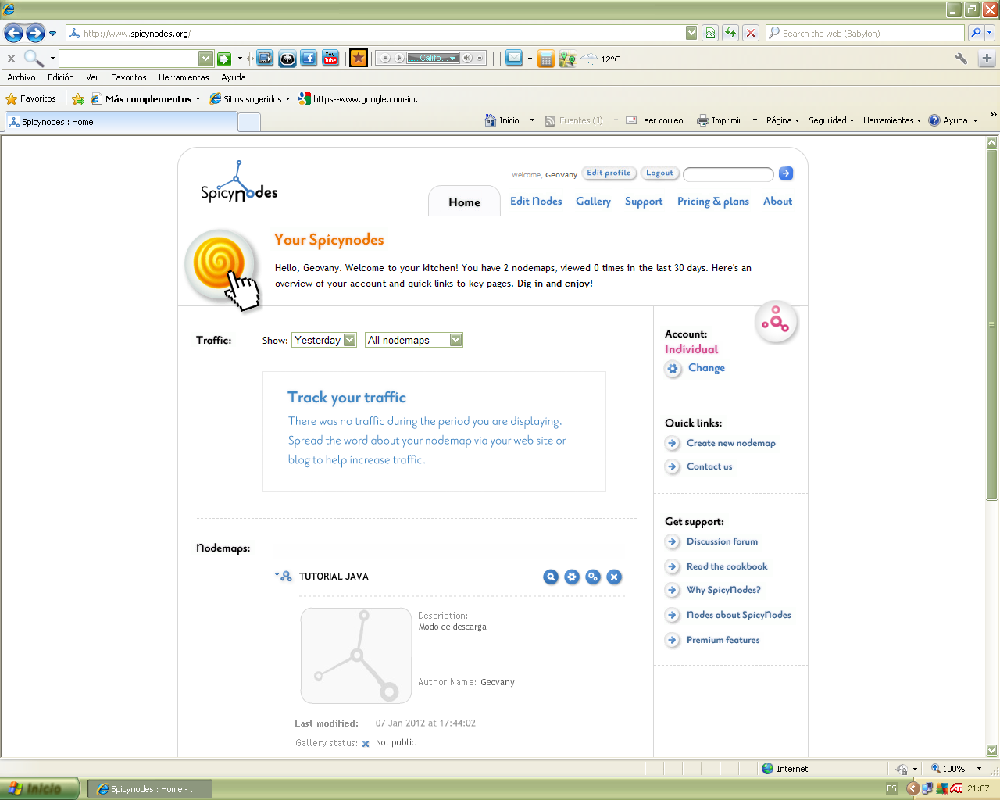 http://www.spicynodes.org/
Search the web (Babylon)
You Tube
Califo...
12°C
Archivo Edición Ver Favoritos Herramientas Ayuda
Favoritos Más complementos Sitios sugeridos https--www.google.com-im...
Spicynodes : Home
Inicio Fuentes (J) Leer correo Imprimir Página Seguridad Herramientas Ayuda
Spicynodes
Welcome, Geovany Edit profile Logout
Home Edit Nodes Gallery Support Pricing & plans About
Your Spicynodes
Hello, Geovany. Welcome to your kitchen! You have 2 nodemaps, viewed 0 times in the last 30 days. Here's an
overview of your account and quick links to key pages. Dig in and enjoy!
Traffic: Show: Yesterday All nodemaps
Track your traffic
There was no traffic during the period you are displaying.
Spread the word about your nodemap via your web site or
blog to help increase traffic.
Nodemaps:
TUTORIAL JAVA
Description:
Modo de descarga
Author Name: Geovany
Last modified: 07 Jan 2012 at 17:44:02
Gallery status: Not public
Account:
Individual
Change
Quick links:
Create new nodemap
Contact us
Get support:
Discussion forum
Read the cookbook
Why SpicyNodes?
Nodes about SpicyNodes
Premium features
Internet 100%
Inicio Spicynodes : Home - ... ES 21:07